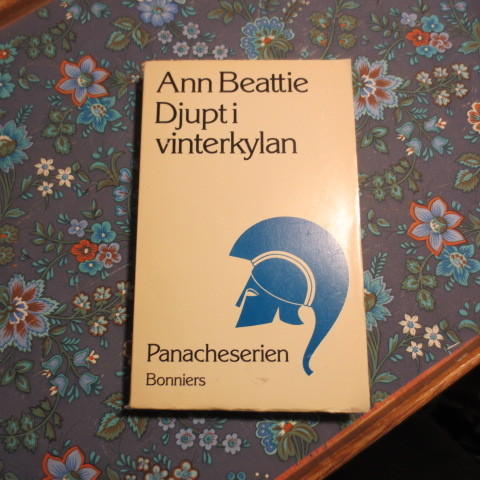 Ann Beattie
Djupt i
vinterkylan
Panacheserien
Bonniers